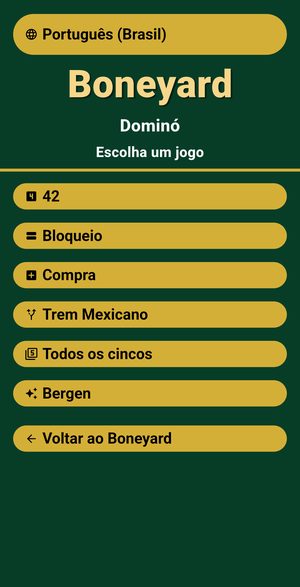 Português (Brasil)
Boneyard
Dominó
Escolha um jogo
42
Bloqueio
Compra
Trem Mexicano
Todos os cincos
Bergen
Voltar ao Boneyard